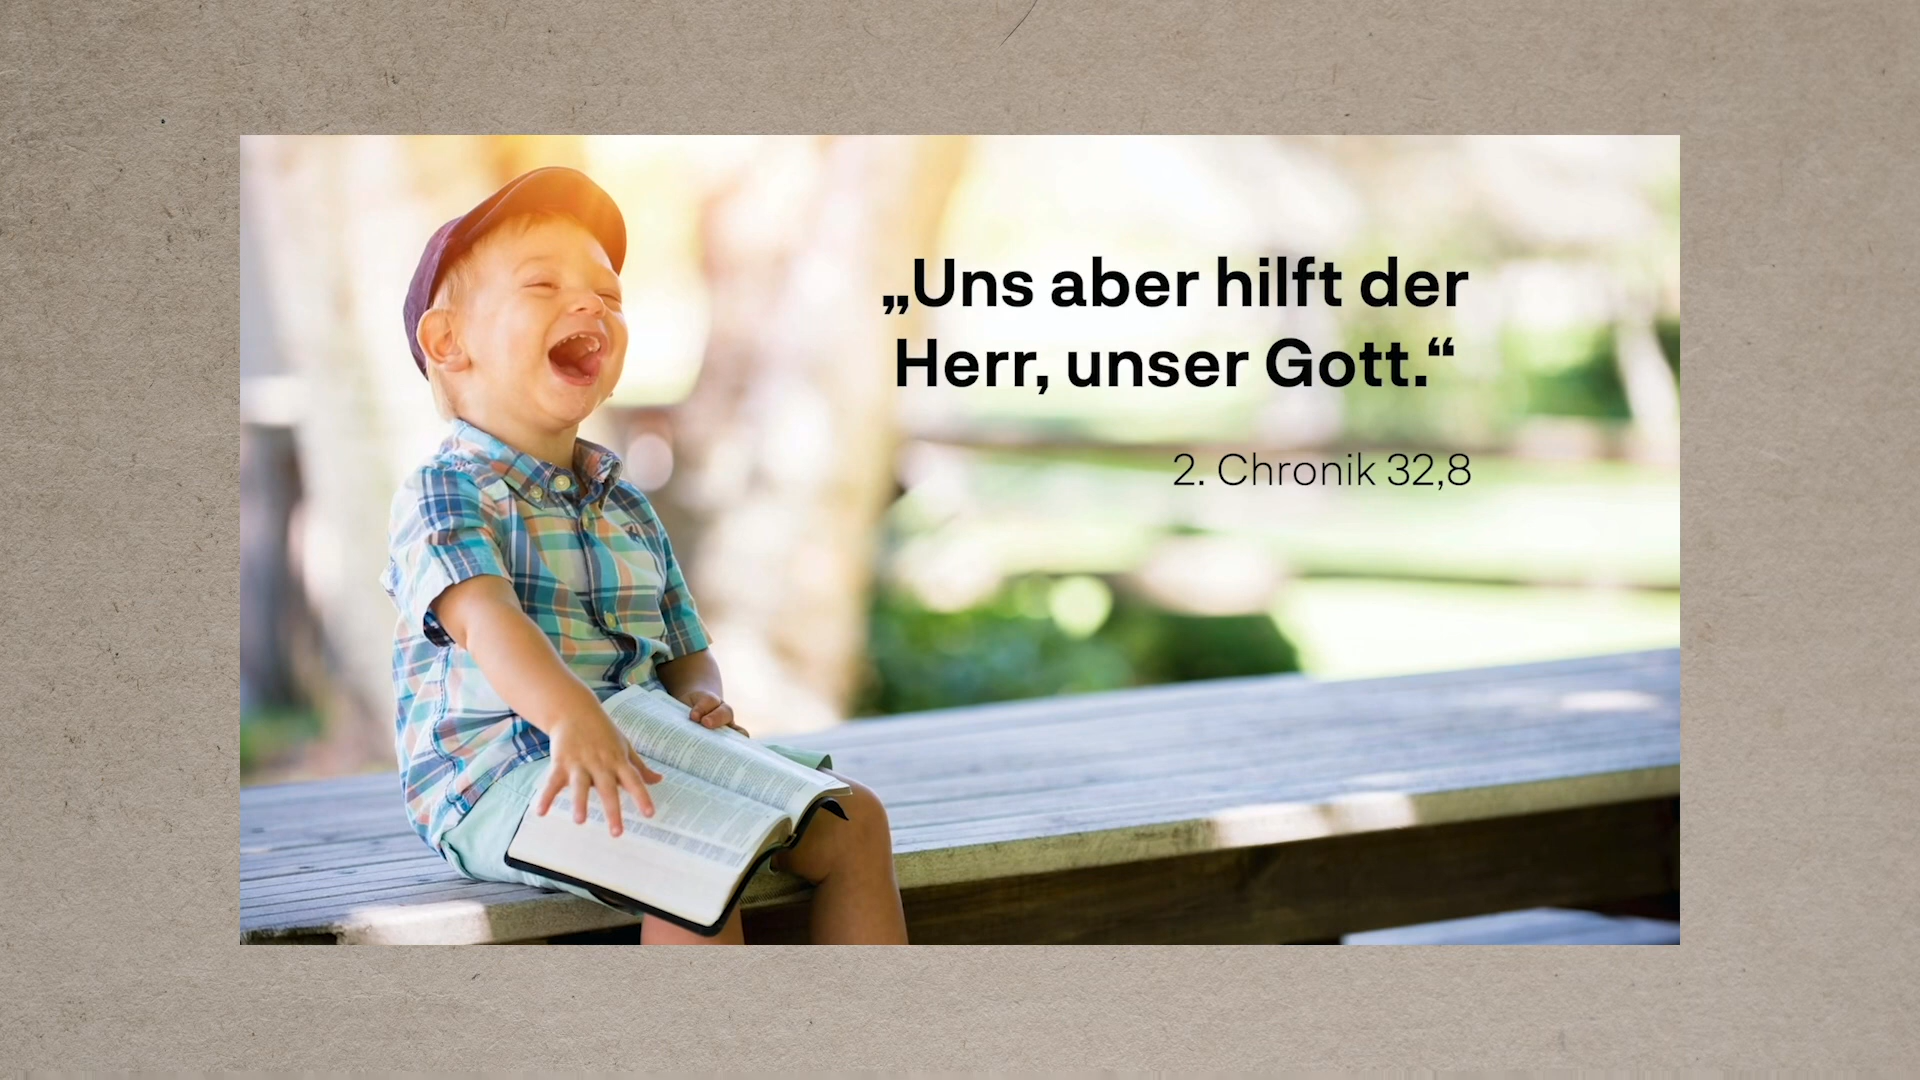 „Uns aber hilft der
Herr, unser Gott.“
2. Chronik 32,8